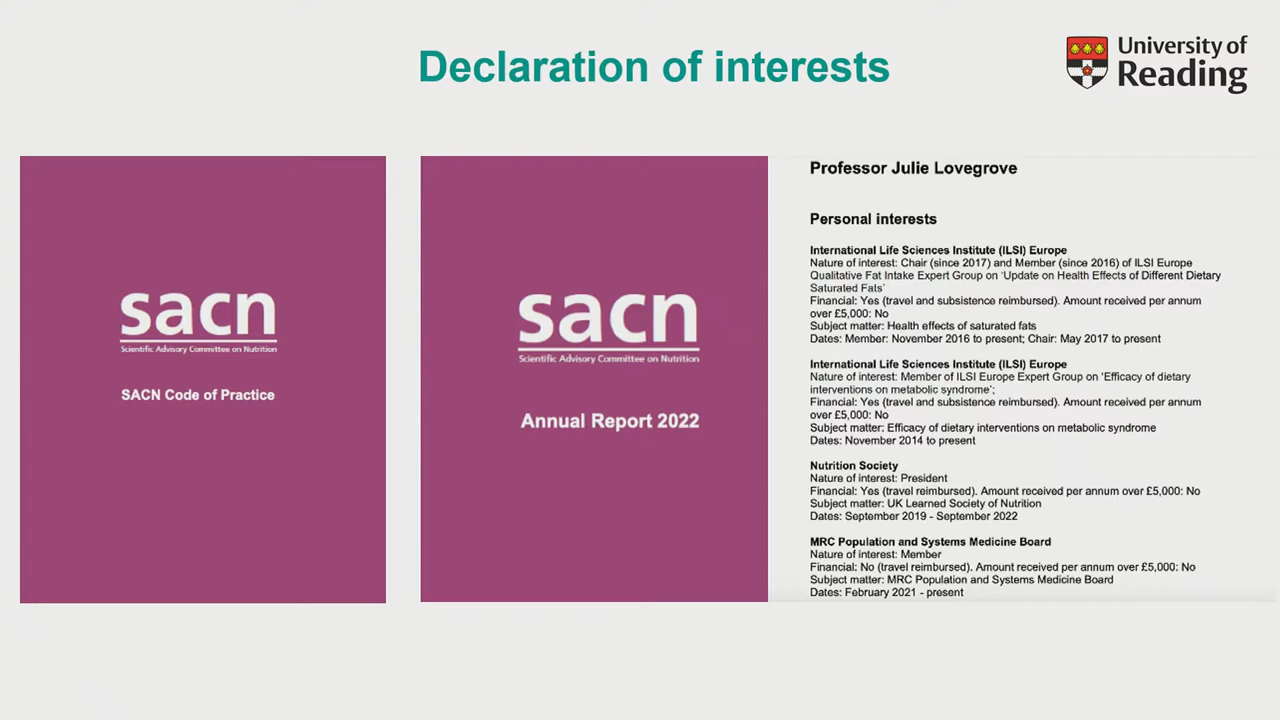 Declaration of interests
University of
Reading
sacn
Scientific Advisory Committee on Nutrition
SACN Code of Practice
sacn
Scientific Advisory Committee on Nutrition
Annual Report 2022
Professor Julie Lovegrove
Personal interests
International Life Sciences Institute (ILSI) Europe
Nature of interest: Chair (since 2017) and Member (since 2016) of ILSI Europe
Qualitative Fat Intake Expert Group on ‘Update on Health Effects of Different Dietary
Saturated Fats’
Financial: Yes (travel and subsistence reimbursed). Amount received per annum
over £5,000: No
Subject matter: Health effects of saturated fats
Dates: Member: November 2016 to present; Chair: May 2017 to present
International Life Sciences Institute (ILSI) Europe
Nature of interest: Member of ILSI Europe Expert Group on ‘Efficacy of dietary
interventions on metabolic syndrome’;
Financial: Yes (travel and subsistence reimbursed). Amount received per annum
over £5,000: No
Subject matter: Efficacy of dietary interventions on metabolic syndrome
Dates: November 2014 to present
Nutrition Society
Nature of interest: President
Financial: Yes (travel reimbursed). Amount received per annum over £5,000: No
Subject matter: UK Learned Society of Nutrition
Dates: September 2019 - September 2022
MRC Population and Systems Medicine Board
Nature of interest: Member
Financial: No (travel reimbursed). Amount received per annum over £5,000: No
Subject matter: MRC Population and Systems Medicine Board
Dates: February 2021 - present